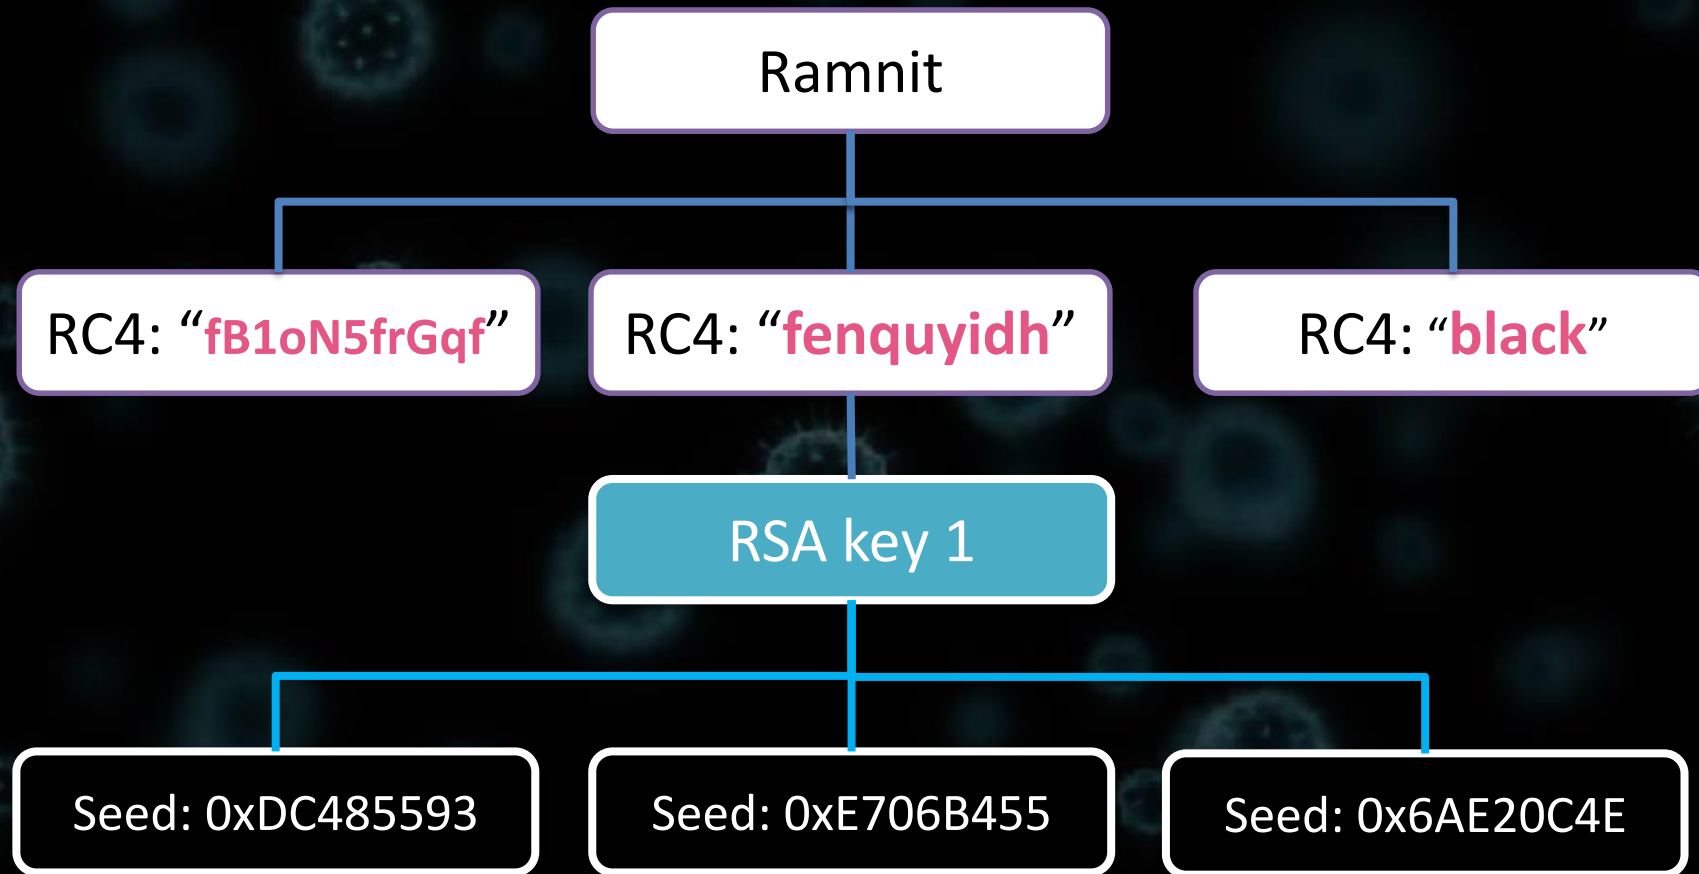 Ramnit
RC4: “fB1oN5frGqf”
RC4: “fenquyidh”
RC4: “black”
RSA key 1
Seed: 0xDC485593
Seed: 0xE706B455
Seed: 0x6AE20C4E